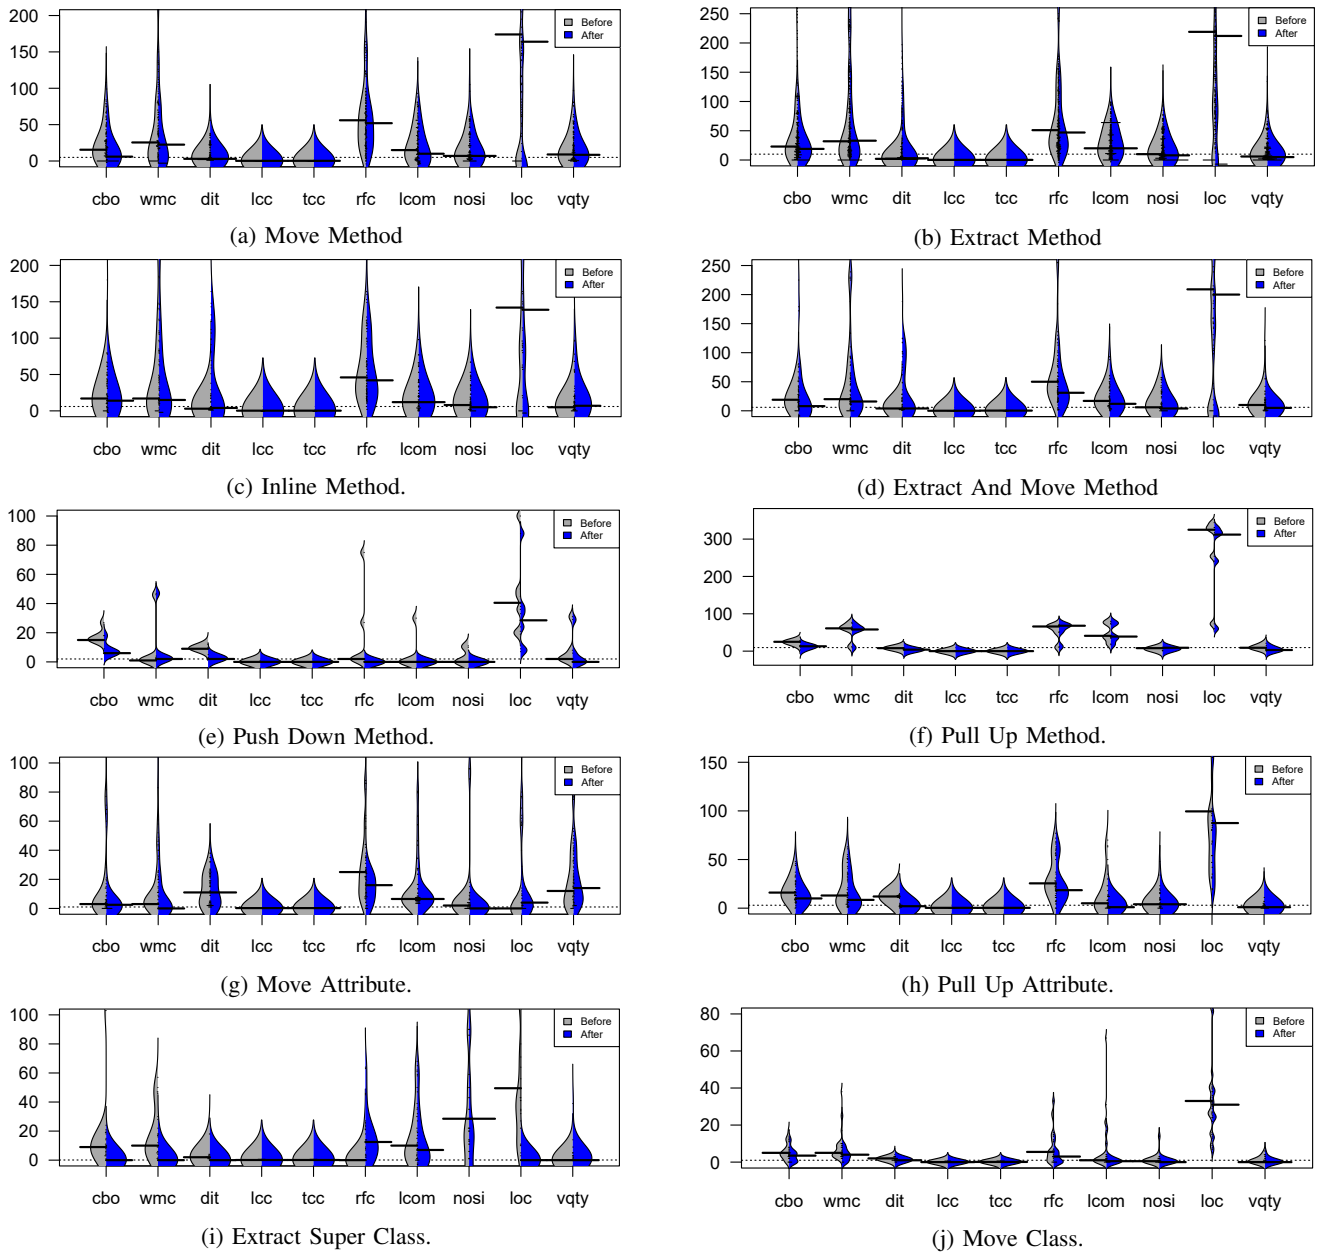 200
150
100
50
0
Before
After
cbo wmc dit lcc tcc rfc lcom nosi loc vqty
(a) Move Method
250
200
150
100
50
0
Before
After
cbo wmc dit lcc tcc rfc lcom nosi loc vqty
(b) Extract Method
200
150
100
50
0
Before
After
cbo wmc dit lcc tcc rfc lcom nosi loc vqty
(c) Inline Method.
250
200
150
100
50
0
Before
After
cbo wmc dit lcc tcc rfc lcom nosi loc vqty
(d) Extract And Move Method
100
80
60
40
20
0
Before
After
cbo wmc dit lcc tcc rfc lcom nosi loc vqty
(e) Push Down Method.
300
200
100
0
Before
After
cbo wmc dit lcc tcc rfc lcom nosi loc vqty
(f) Pull Up Method.
100
80
60
40
20
0
Before
After
cbo wmc dit lcc tcc rfc lcom nosi loc vqty
(g) Move Attribute.
150
100
50
0
Before
After
cbo wmc dit lcc tcc rfc lcom nosi loc vqty
(h) Pull Up Attribute.
100
80
60
40
20
0
Before
After
cbo wmc dit lcc tcc rfc lcom nosi loc vqty
(i) Extract Super Class.
80
60
40
20
0
Before
After
cbo wmc dit lcc tcc rfc lcom nosi loc vqty
(j) Move Class.